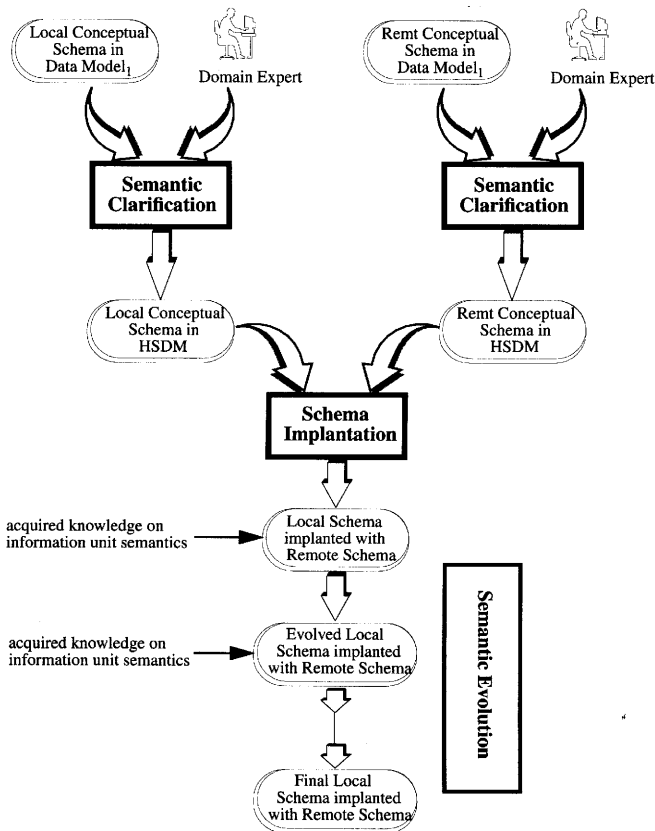 Local Conceptual
Schema in
Data Model1
Domain Expert
Remt Conceptual
Schema in
Data Model1
Domain Expert
Semantic
Clarification
Semantic
Clarification
Local Conceptual
Schema in
HSDM
Remt Conceptual
Schema in
HSDM
Schema
Implantation
acquired knowledge on
information unit semantics
Local Schema
implanted with
Remote Schema
acquired knowledge on
information unit semantics
Evolved Local
Schema implanted
with Remote Schema
Semantic Evolution
Final Local
Schema implanted
with Remote Schema